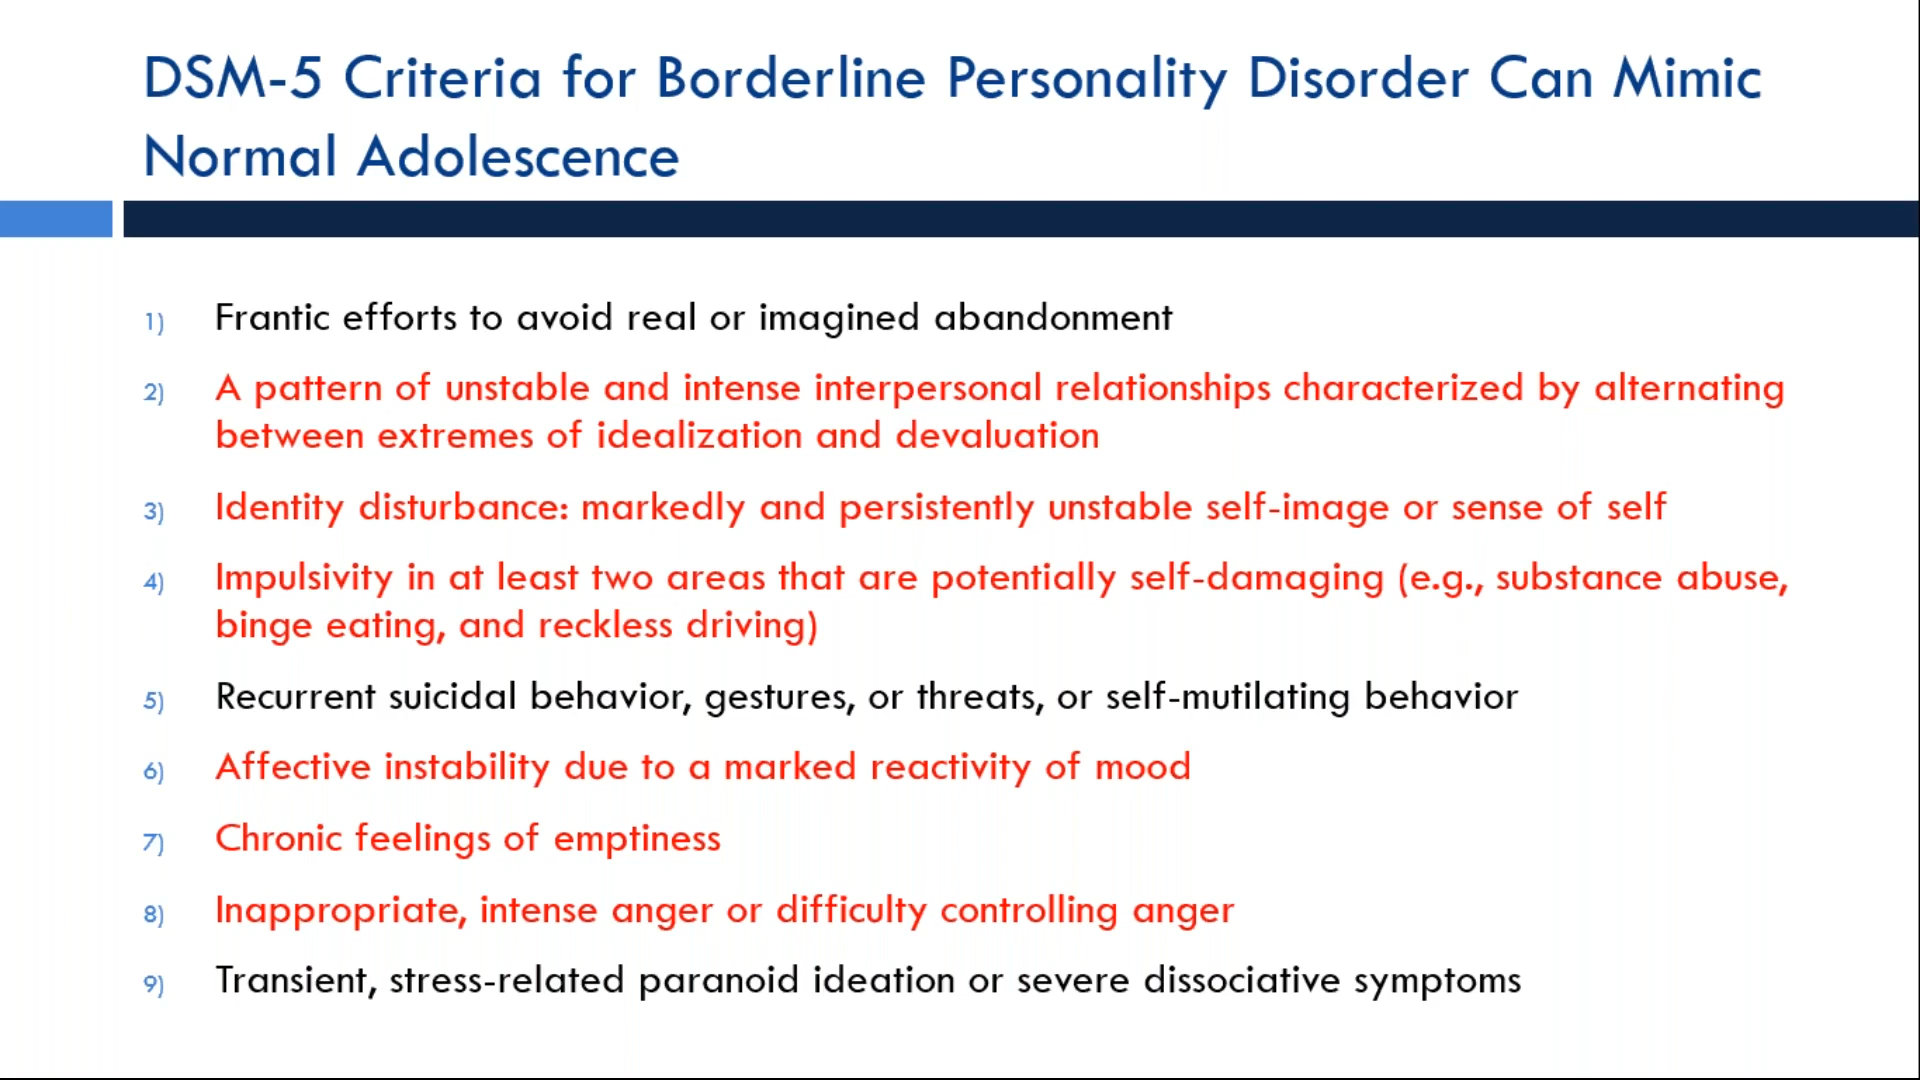 DSM-5 Criteria for Borderline Personality Disorder Can Mimic
Normal Adolescence
1) Frantic efforts to avoid real or imagined abandonment
2) A pattern of unstable and intense interpersonal relationships characterized by alternating
between extremes of idealization and devaluation
3) Identity disturbance: markedly and persistently unstable self-image or sense of self
4) Impulsivity in at least two areas that are potentially self-damaging (e.g., substance abuse,
binge eating, and reckless driving)
5) Recurrent suicidal behavior, gestures, or threats, or self-mutilating behavior
6) Affective instability due to a marked reactivity of mood
7) Chronic feelings of emptiness
8) Inappropriate, intense anger or difficulty controlling anger
9) Transient, stress-related paranoid ideation or severe dissociative symptoms